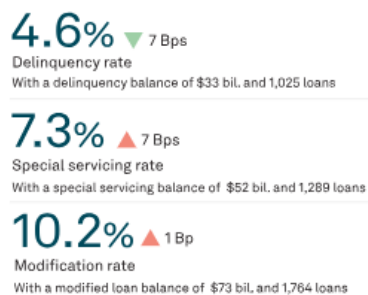 4.6% 7 Bps
Delinquency rate
With a delinquency balance of $33 bil. and 1,025 loans
7.3% 7 Bps
Special servicing rate
With a special servicing balance of $52 bil. and 1,289 loans
10.2% 1 Bp
Modification rate
With a modified loan balance of $73 bil. and 1,764 loans